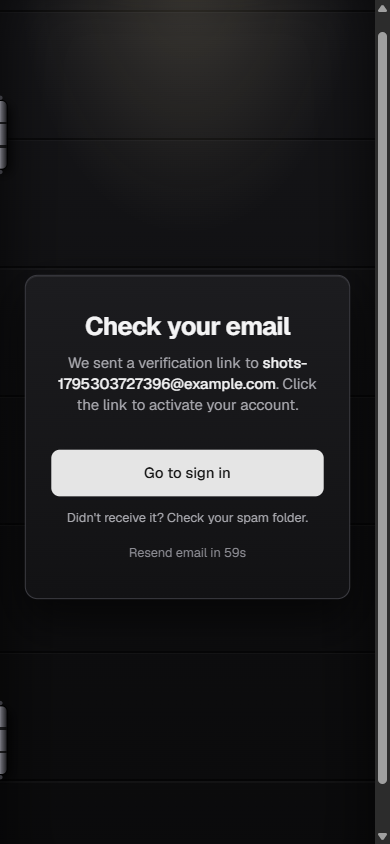 Check your email
We sent a verification link to shots-
1795303727396@example.com. Click
the link to activate your account.
Go to sign in
Didn't receive it? Check your spam folder.
Resend email in 59s